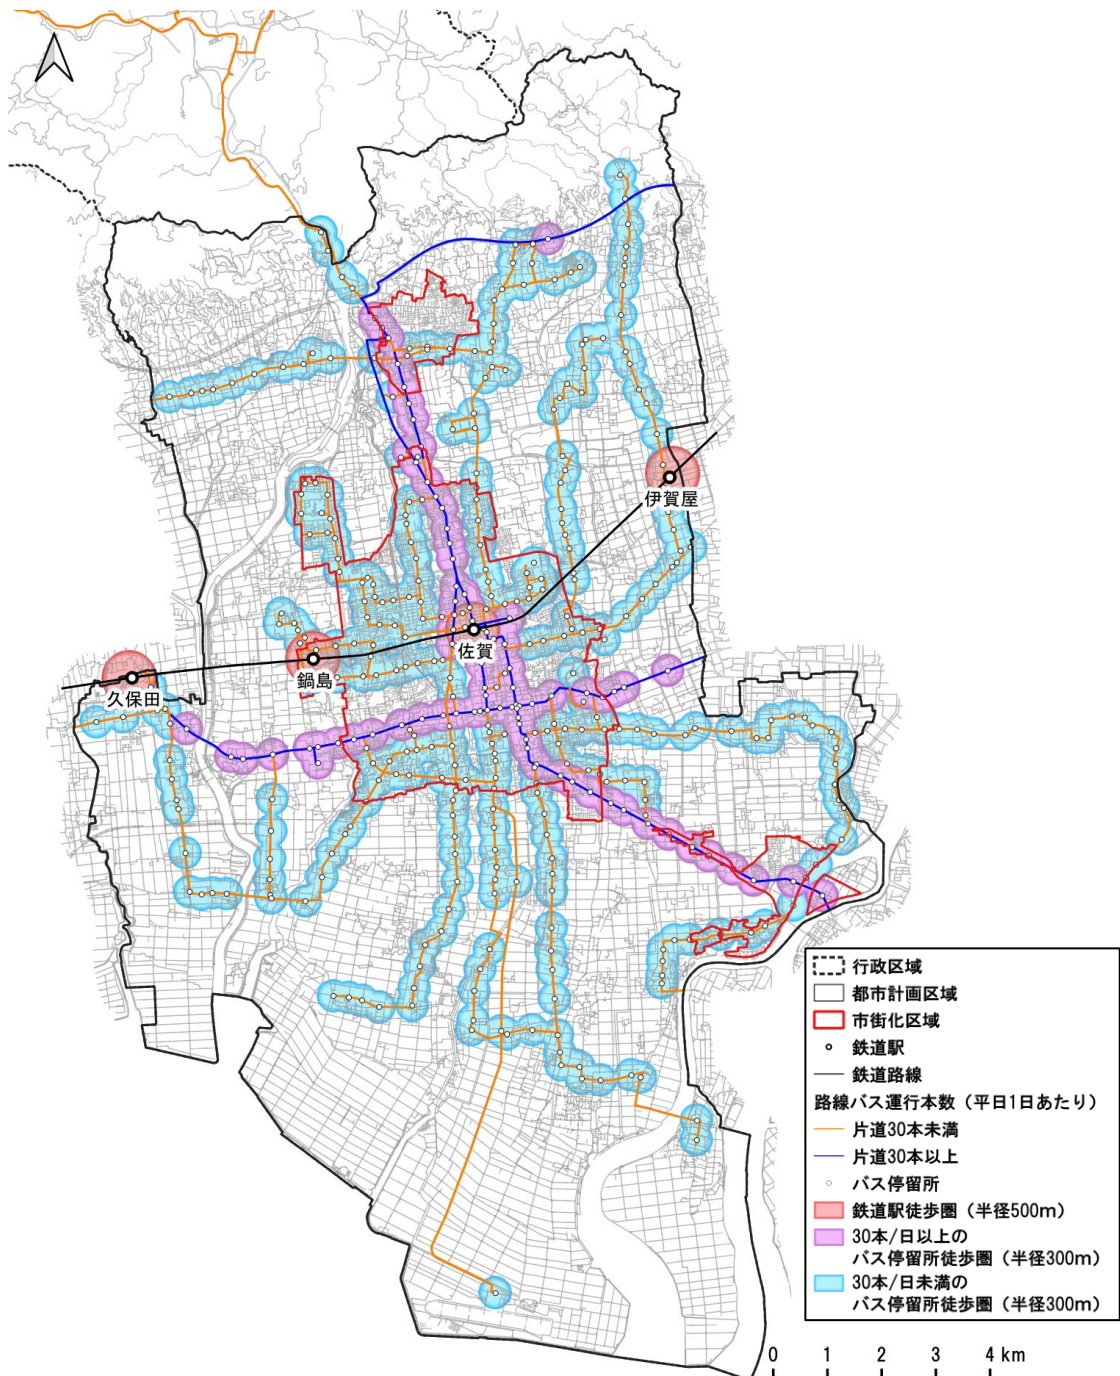 伊賀屋
佐賀
鍋島
久保田
行政区域
都市計画区域
市街化区域
鉄道駅
鉄道路線
路線バス運行本数（平日1日あたり）
片道30本未満
片道30本以上
バス停留所
鉄道駅徒歩圏（半径500m）
30本/日以上の
バス停留所徒歩圏（半径300m）
30本/日未満の
バス停留所徒歩圏（半径300m）
0 1 2 3 4 km